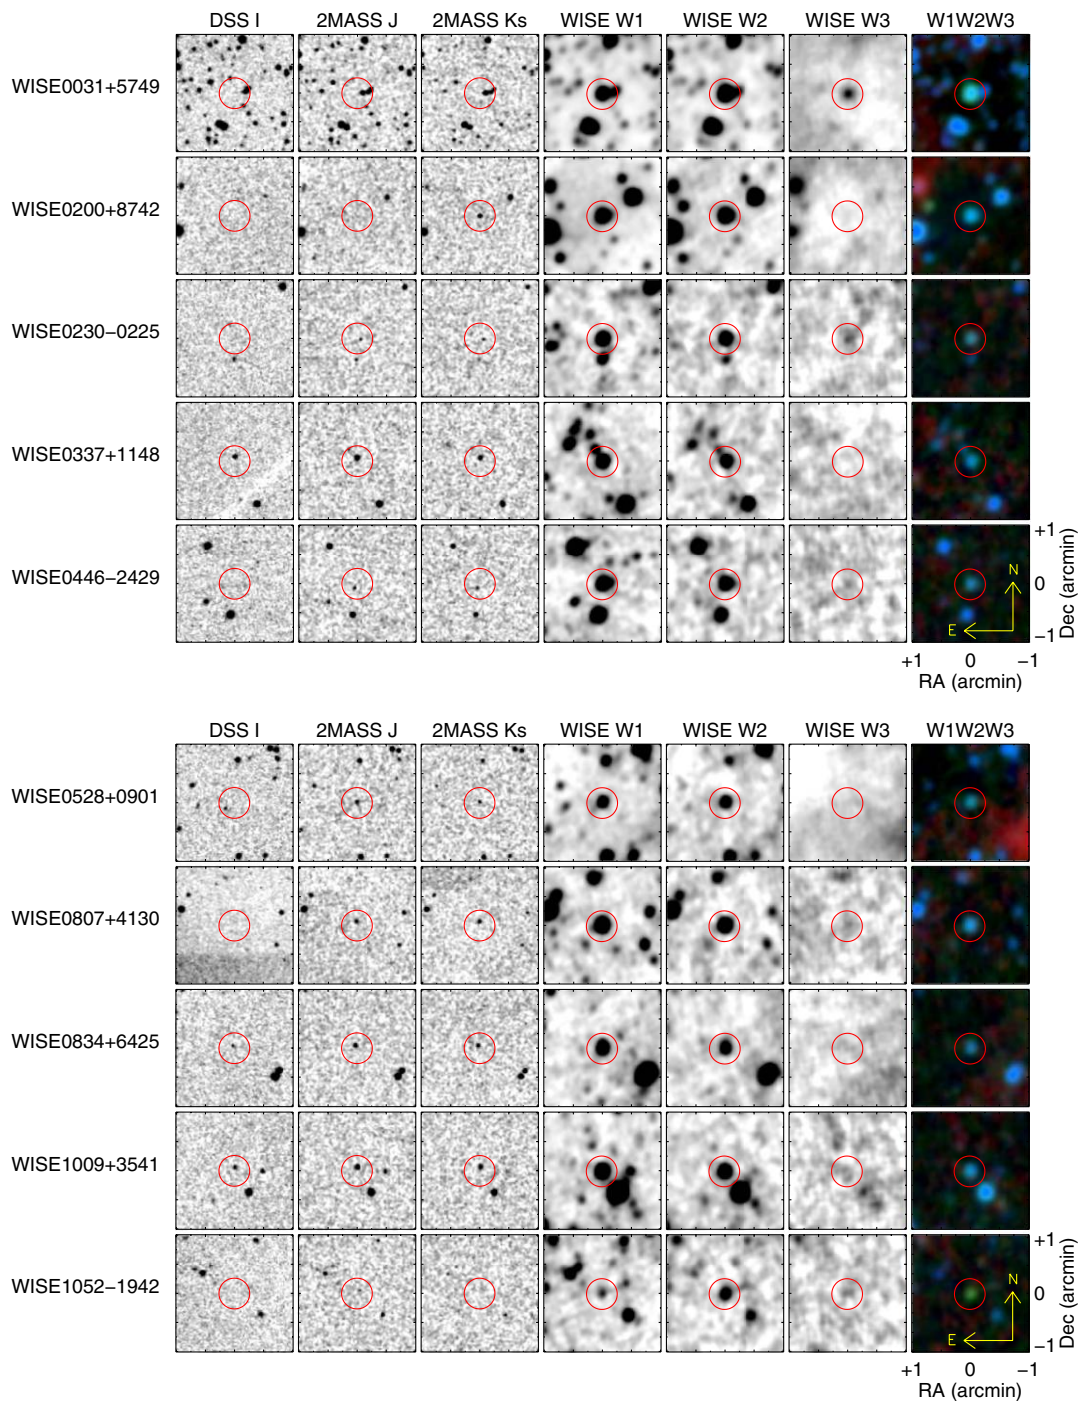 DSS I 2MASS J 2MASS Ks WISE W1 WISE W2 WISE W3 W1W2W3
WISE0031+5749
WISE0200+8742
WISE0230−0225
WISE0337+1148
WISE0446−2429
+1
N
0
E
−1
Dec (arcmin)
+1 0 −1
RA (arcmin)
DSS I 2MASS J 2MASS Ks WISE W1 WISE W2 WISE W3 W1W2W3
WISE0528+0901
WISE0807+4130
WISE0834+6425
WISE1009+3541
WISE1052−1942
+1
N
0
E
−1
Dec (arcmin)
+1 0 −1
RA (arcmin)